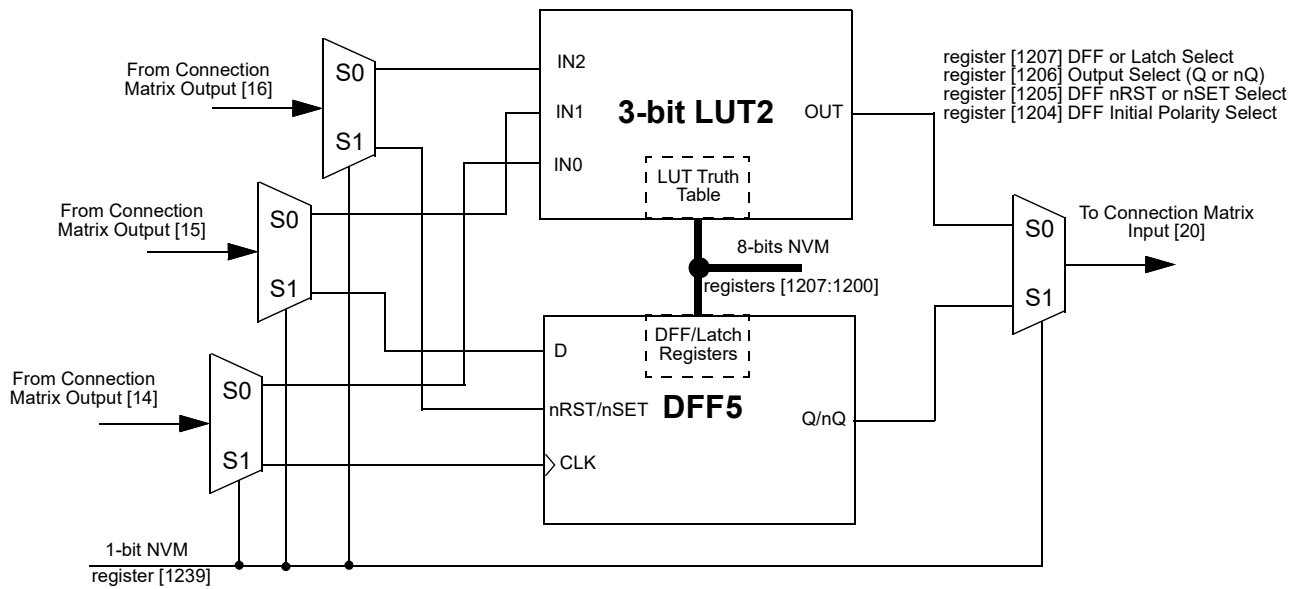 From Connection
Matrix Output [16]
S0
S1
IN2
IN1
IN0
3-bit LUT2
OUT
LUT Truth
Table
register [1207] DFF or Latch Select
register [1206] Output Select (Q or nQ)
register [1205] DFF nRST or nSET Select
register [1204] DFF Initial Polarity Select
From Connection
Matrix Output [15]
S0
S1
8-bits NVM
registers [1207:1200]
To Connection Matrix
Input [20]
S0
S1
From Connection
Matrix Output [14]
S0
S1
D
nRST/nSET
CLK
DFF/Latch
Registers
DFF5
Q/nQ
1-bit NVM
register [1239]